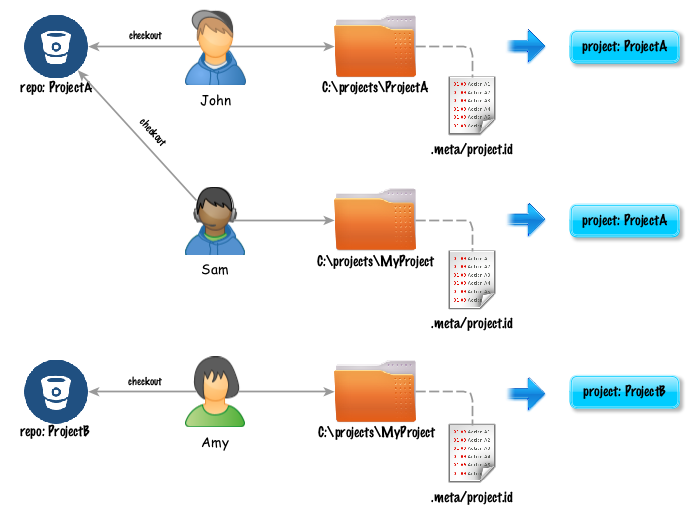 checkout
repo: ProjectA
John
C:\projects\ProjectA
.meta/project.id
project: ProjectA
checkout
Sam
C:\projects\MyProject
.meta/project.id
project: ProjectA
checkout
repo: ProjectB
Amy
C:\projects\MyProject
.meta/project.id
project: ProjectB